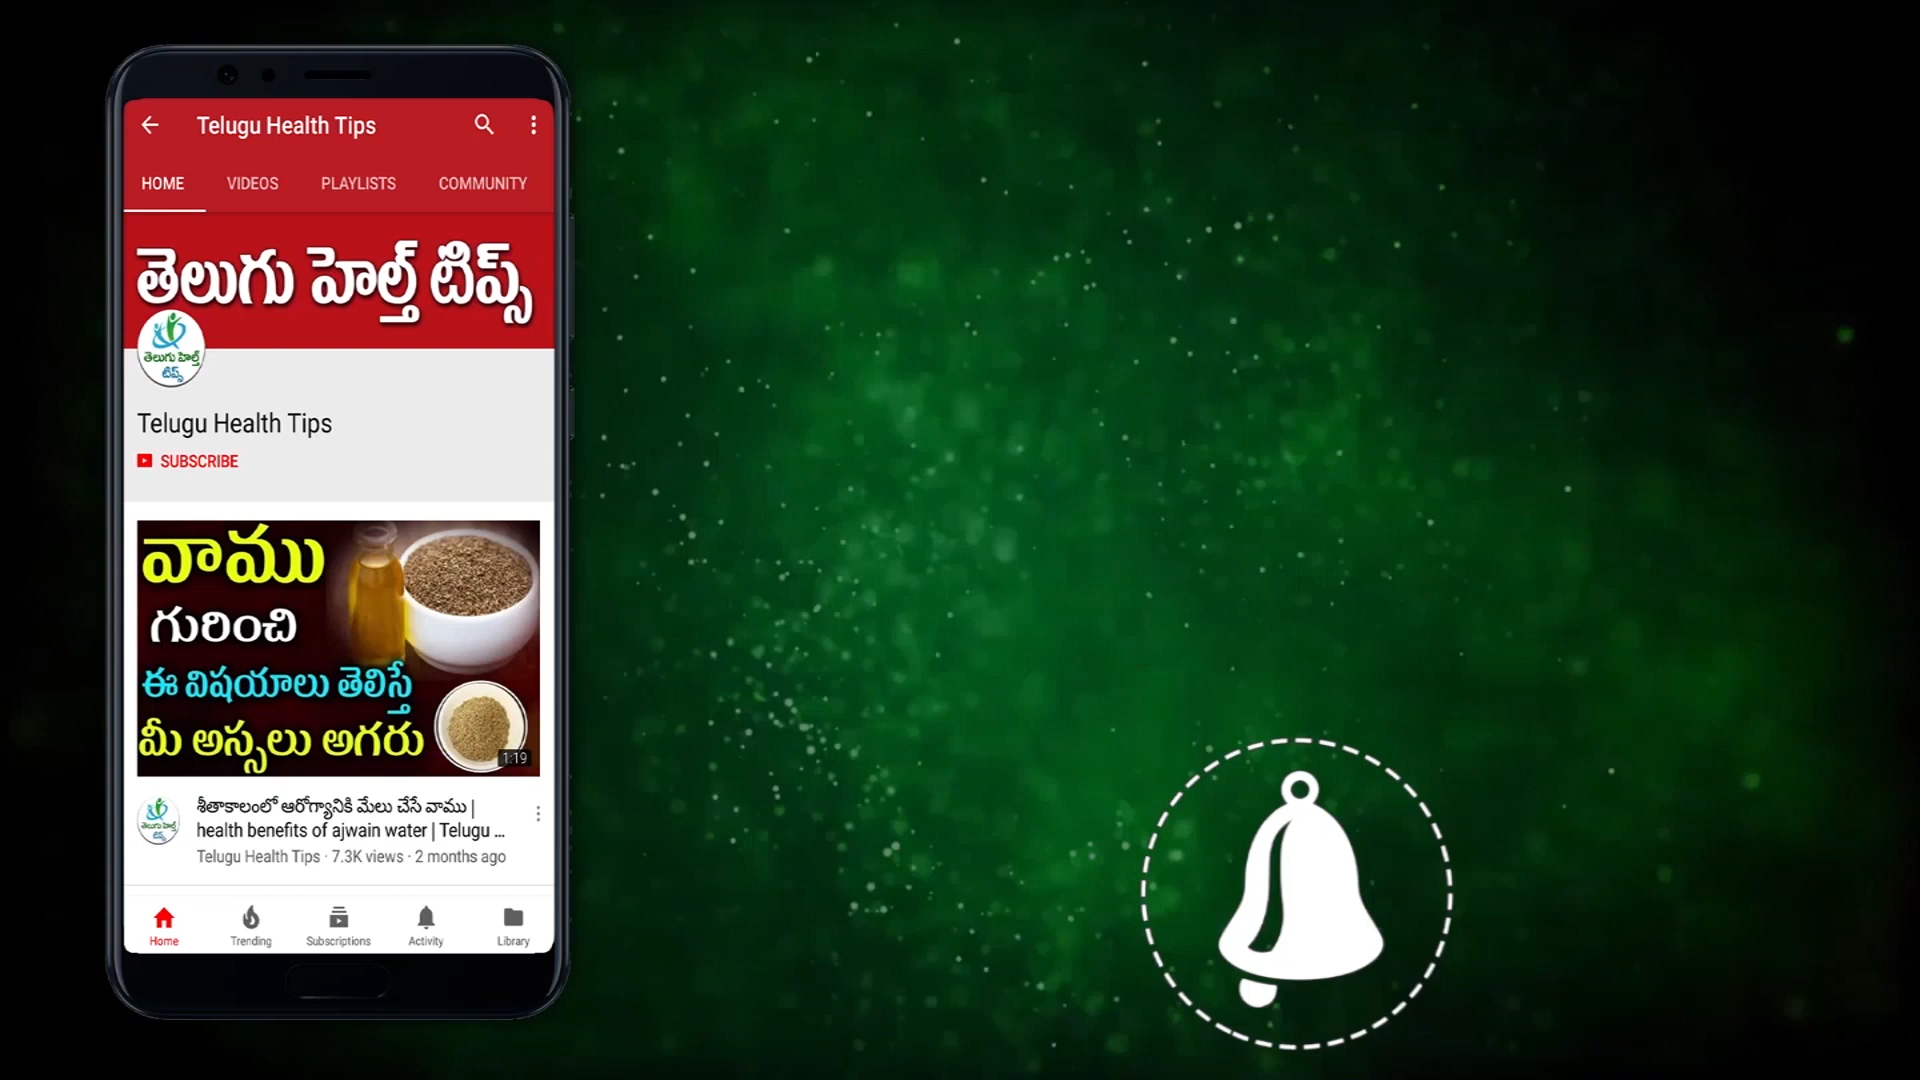 Telugu Health Tips
HOME VIDEOS PLAYLISTS COMMUNITY
తెలుగు హెల్త్ టిప్స్
తెలుగు హెల్త్
టిప్స్
Telugu Health Tips
SUBSCRIBE
వాము
గురించి
ఈ విషయాలు తెలిస్తే
మీ అస్సలు ఆగరు
1:19
శీతాకాలంలో ఆరోగ్యానికి మేలు చేసే వాము |
health benefits of ajwain water | Telugu ...
తెలుగు హెల్త్
టిప్స్
Telugu Health Tips · 7.3K views · 2 months ago
Home Trending Subscriptions Activity Library